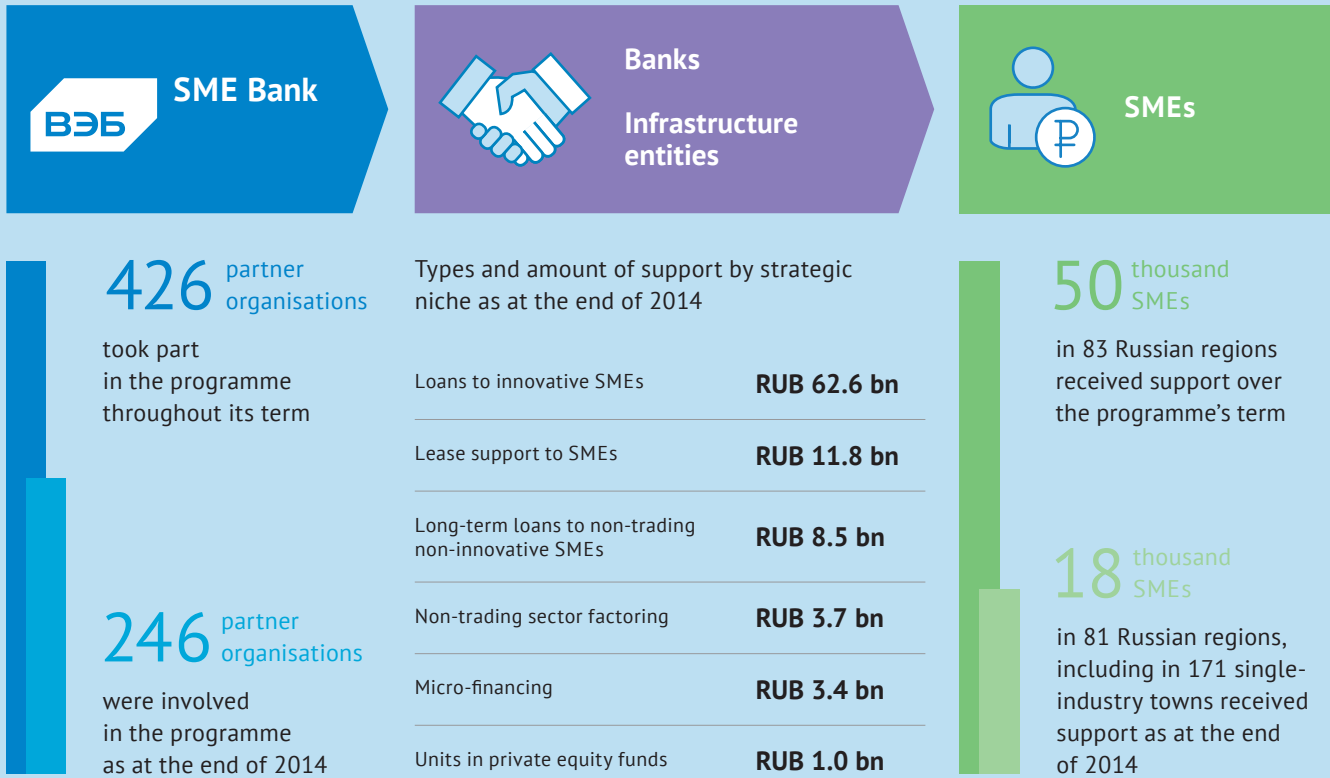 ВЭБ
SME Bank
Banks
Infrastructure
entities
SMEs
426 partner
organisations
took part
in the programme
throughout its term
246 partner
organisations
were involved
in the programme
as at the end of 2014
Types and amount of support by strategic
niche as at the end of 2014
Loans to innovative SMEs RUB 62.6 bn
Lease support to SMEs RUB 11.8 bn
Long-term loans to non-trading
non-innovative SMEs RUB 8.5 bn
Non-trading sector factoring RUB 3.7 bn
Micro-financing RUB 3.4 bn
Units in private equity funds RUB 1.0 bn
50 thousand
SMEs
in 83 Russian regions
received support over
the programme’s term
18 thousand
SMEs
in 81 Russian regions,
including in 171 single-
industry towns received
support as at the end
of 2014